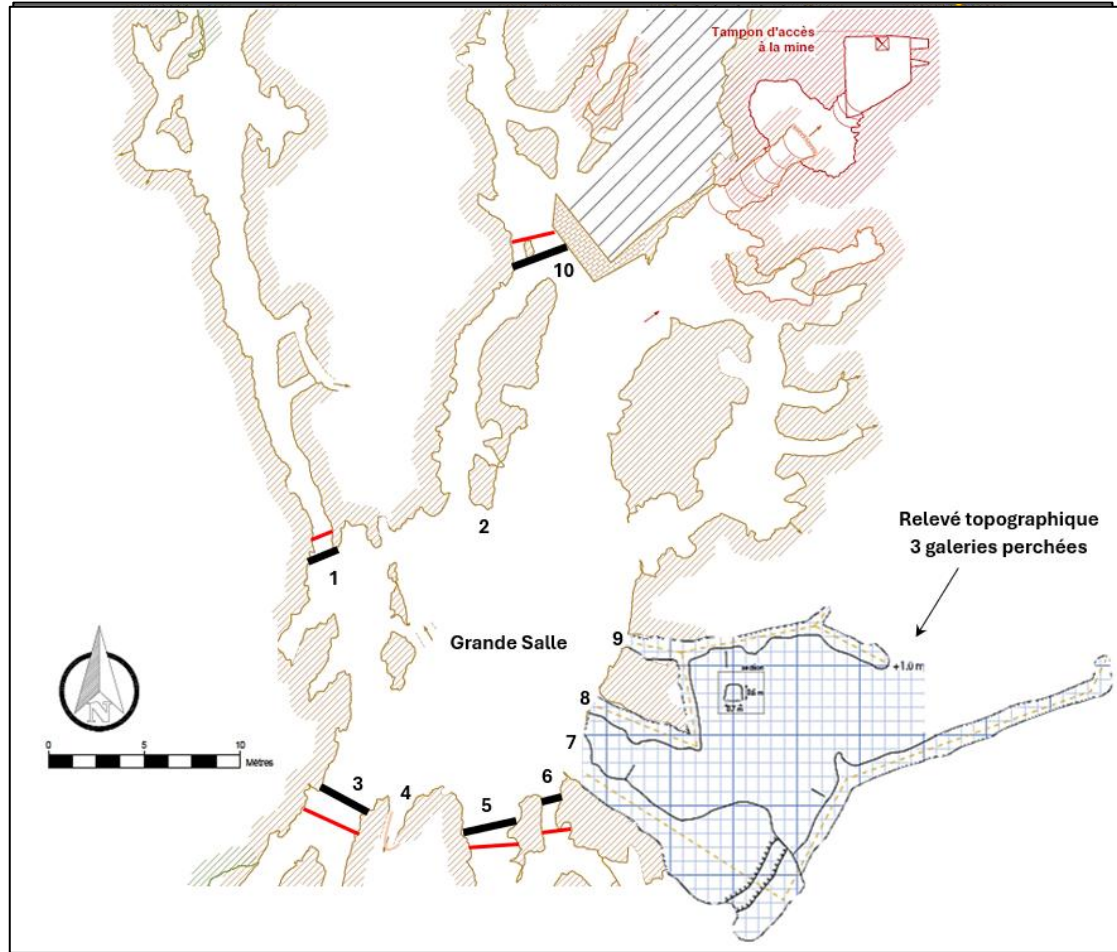 Tampon d'accès
à la mine
10
2
Relevé topographique
3 galeries perchées
1
Grande Salle
9
+1.0 m
8
7
N
0 5 10
Mètres
3
4
5
6